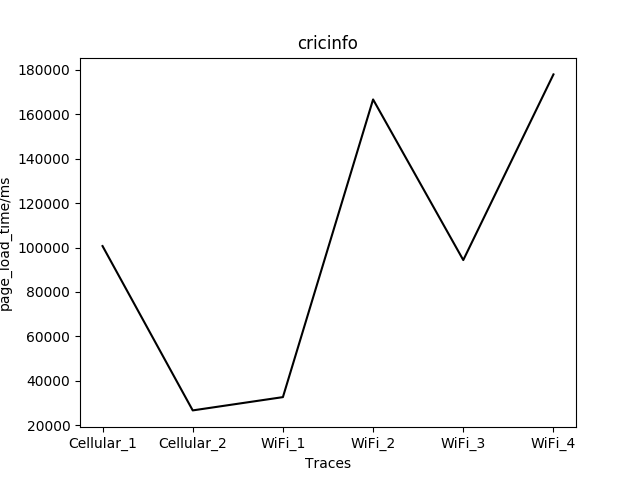 cricinfo
180000
160000
140000
120000
100000
80000
60000
40000
20000
page_load_time/ms
Cellular_1 Cellular_2 WiFi_1 WiFi_2 WiFi_3 WiFi_4
Traces